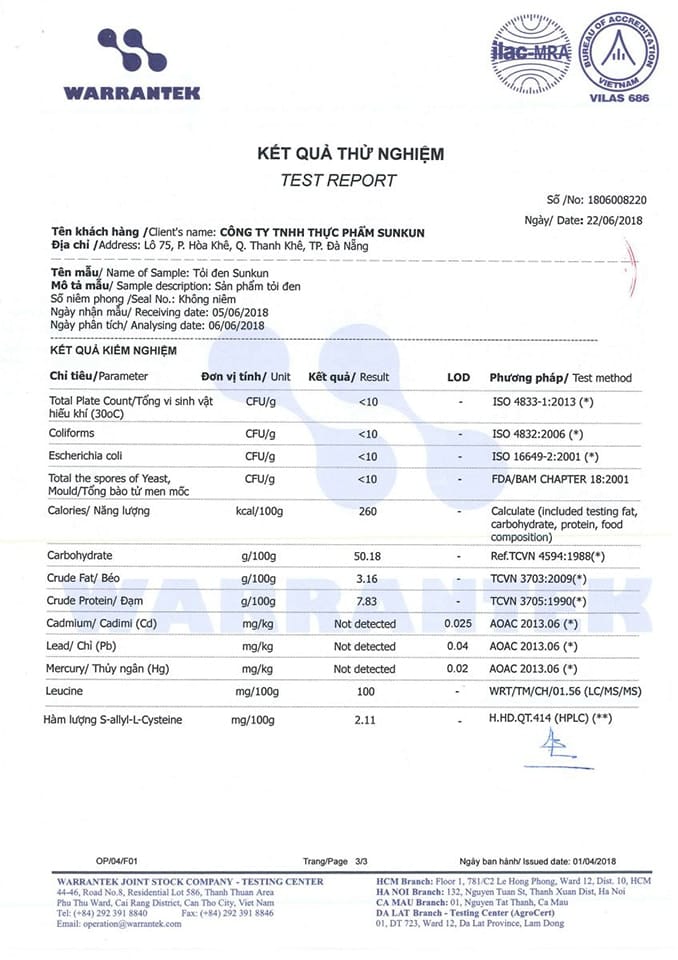 WARRANTEK
ilac-MRA
BUREAU OF ACCREDITATION
VIETNAM
VILAS 686
KẾT QUẢ THỬ NGHIỆM
TEST REPORT
Số /No: 1806008220
Ngày/ Date: 22/06/2018
Tên khách hàng /Client's name: CÔNG TY TNHH THỰC PHẨM SUNKUN
Địa chỉ /Address: Lô 75, P. Hòa Khê, Q. Thanh Khê, TP. Đà Nẵng
Tên mẫu/ Name of Sample: Tỏi đen Sunkun
Mô tả mẫu/ Sample description: Sản phẩm tỏi đen
Số niêm phong /Seal No.: Không niêm
Ngày nhận mẫu/ Receiving date: 05/06/2018
Ngày phân tích/ Analysing date: 06/06/2018
KẾT QUẢ KIỂM NGHIỆM
Chỉ tiêu/Parameter Đơn vị tính/ Unit Kết quả/ Result LOD Phương pháp/ Test method
Total Plate Count/Tổng vi sinh vật CFU/g <10 - ISO 4833-1:2013 (*)
hiếu khí (30oC)
Coliforms CFU/g <10 - ISO 4832:2006 (*)
Escherichia coli CFU/g <10 - ISO 16649-2:2001 (*)
Total the spores of Yeast, CFU/g <10 - FDA/BAM CHAPTER 18:2001
Mould/Tổng bào tử men mốc
Calories/ Năng lượng kcal/100g 260 - Calculate (included testing fat,
carbohydrate, protein, food
composition)
Carbohydrate g/100g 50.18 - Ref.TCVN 4594:1988(*)
Crude Fat/ Béo g/100g 3.16 - TCVN 3703:2009(*)
Crude Protein/ Đạm g/100g 7.83 - TCVN 3705:1990(*)
Cadmium/ Cadimi (Cd) mg/kg Not detected 0.025 AOAC 2013.06 (*)
Lead/ Chì (Pb) mg/kg Not detected 0.04 AOAC 2013.06 (*)
Mercury/ Thủy ngân (Hg) mg/kg Not detected 0.02 AOAC 2013.06 (*)
Leucine mg/100g 100 - WRT/TM/CH/01.56 (LC/MS/MS)
Hàm lượng S-allyl-L-Cysteine mg/100g 2.11 - H.HD.QT.414 (HPLC) (**)
WARRANTEK
OP/04/F01 Trang/Page 3/3 Ngày ban hành/ Issued date: 01/04/2018
WARRANTEK JOINT STOCK COMPANY - TESTING CENTER
44-46, Road No.8, Residential Lot 586, Thanh Thuan Area
Phu Thu Ward, Cai Rang District, Can Tho City, Viet Nam
Tel: (+84) 292 391 8840 Fax: (+84) 292 391 8846
Email: operation@warrantek.com
HCM Branch: Floor 1, 781/C2 Le Hong Phong, Ward 12, Dist. 10, HCM
HA NOI Branch: 132, Nguyen Tuan St, Thanh Xuan Dist, Ha Noi
CA MAU Branch: 01, Nguyen Tat Thanh, Ca Mau
DA LAT Branch - Testing Center (AgroCert)
01, DT 723, Ward 12, Da Lat Province, Lam Dong